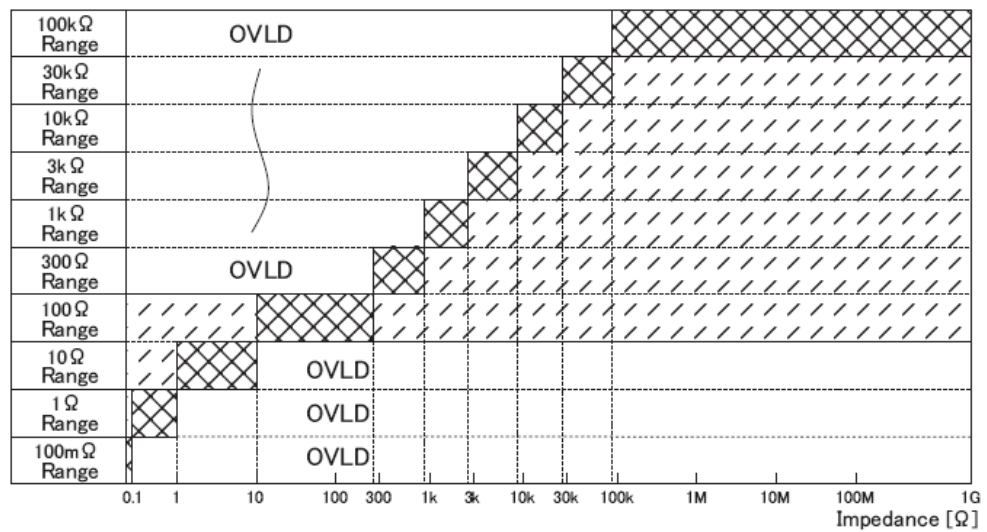 100kΩ
Range
OVLD
30kΩ
Range
10kΩ
Range
3kΩ
Range
1kΩ
Range
300Ω
Range
OVLD
100Ω
Range
10Ω
Range
OVLD
1Ω
Range
OVLD
100mΩ
Range
OVLD
0.1 1 10 100 300 1k 3k 10k 30k 100k 1M 10M 100M 1G
Impedance [Ω]